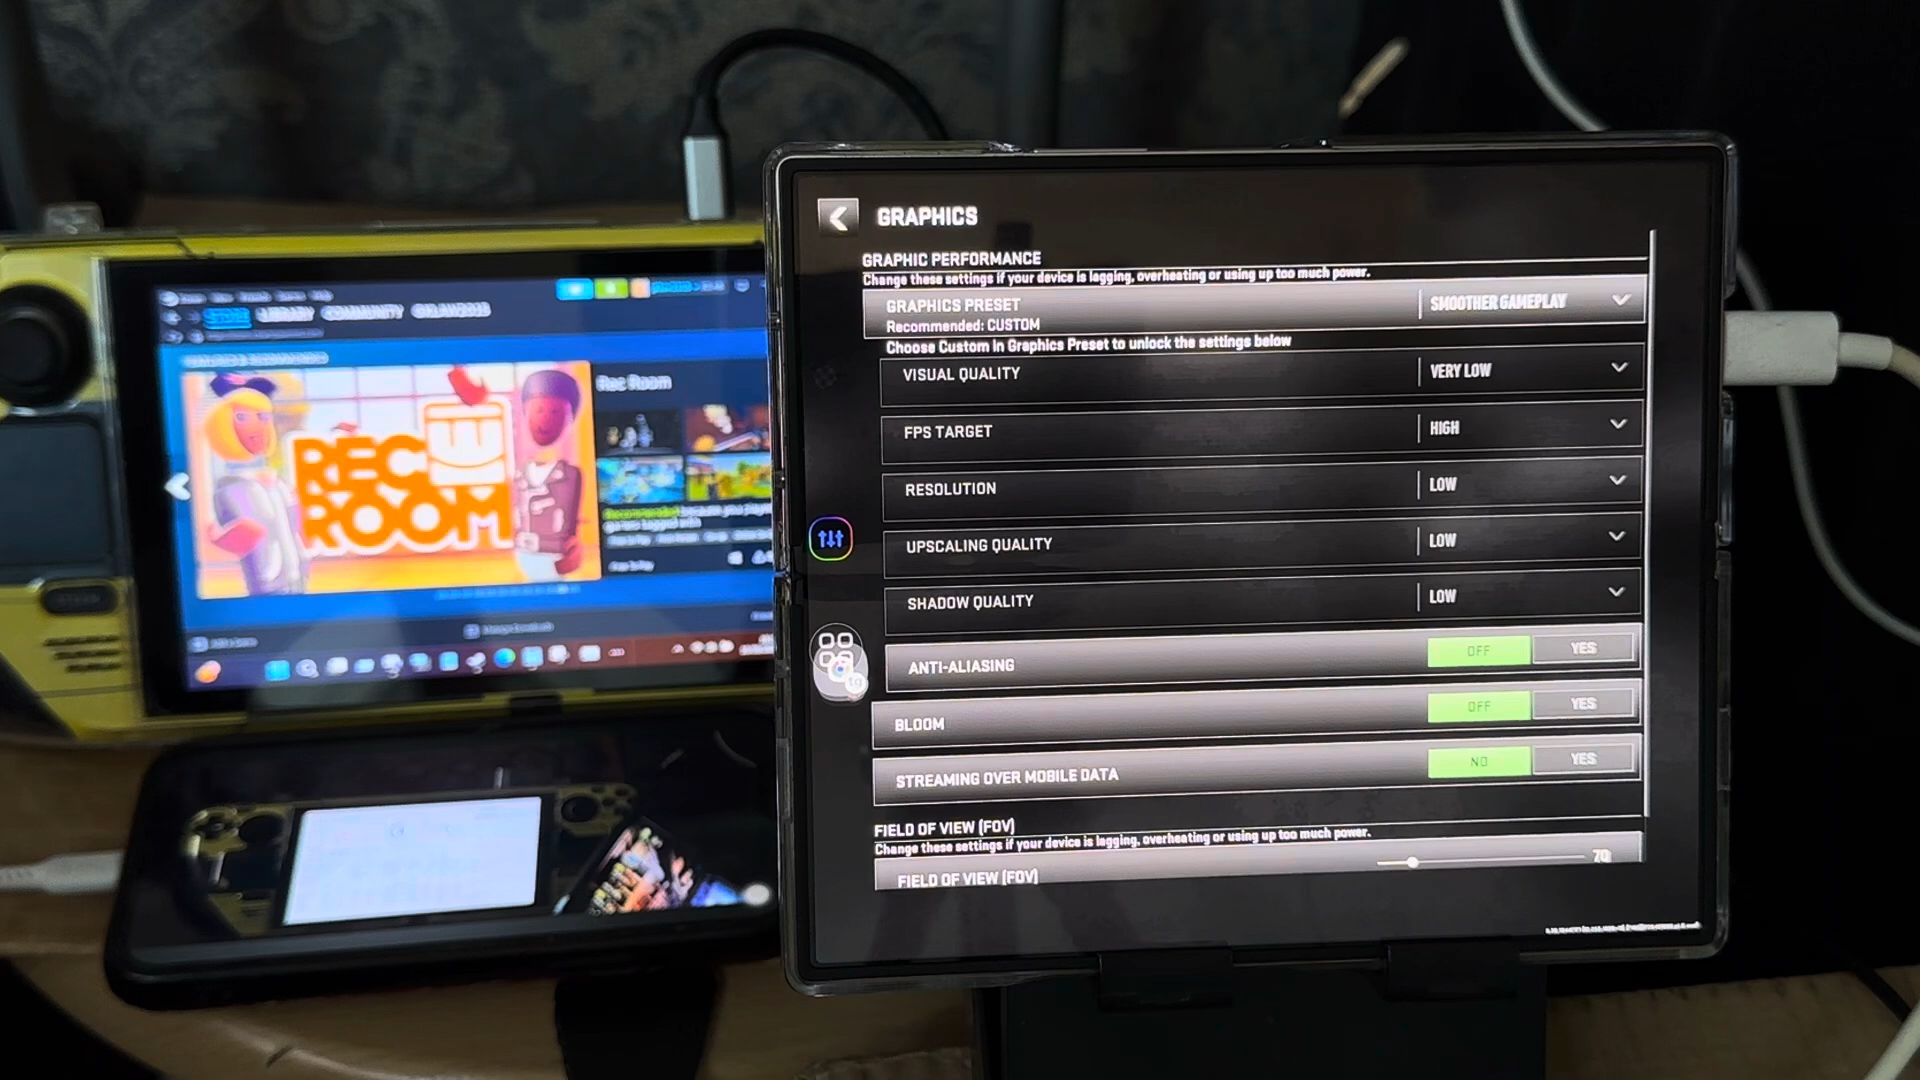 STORE LIBRARY COMMUNITY
Rec Room
REC
ROOM
GRAPHICS
GRAPHIC PERFORMANCE
Change these settings if your device is lagging, overheating or using up too much power.
GRAPHICS PRESET SMOOTHER GAMEPLAY
Recommended: CUSTOM
Choose Custom in Graphics Preset to unlock the settings below
VISUAL QUALITY VERY LOW
FPS TARGET HIGH
RESOLUTION LOW
UPSCALING QUALITY LOW
SHADOW QUALITY LOW
ANTI-ALIASING OFF YES
BLOOM OFF YES
STREAMING OVER MOBILE DATA NO YES
FIELD OF VIEW (FOV)
Change these settings if your device is lagging, overheating or using up too much power.
FIELD OF VIEW (FOV) 70